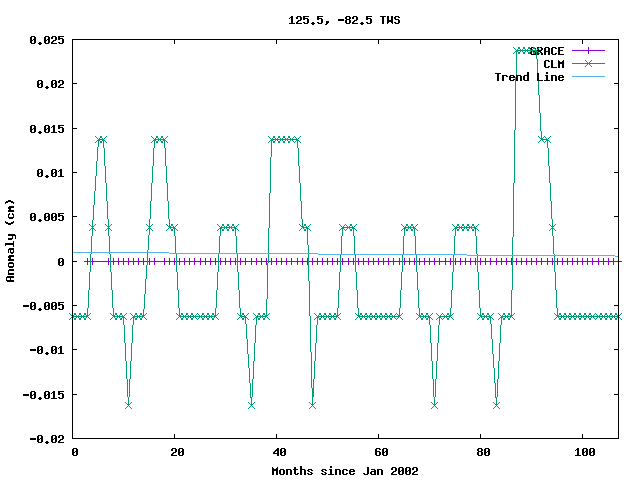 125.5, -82.5 TWS
0.025
GRACE
CLM
Trend Line
0.02
0.015
0.01
0.005
0
-0.005
-0.01
-0.015
-0.02
Anomaly (cm)
0 20 40 60 80 100
Months since Jan 2002